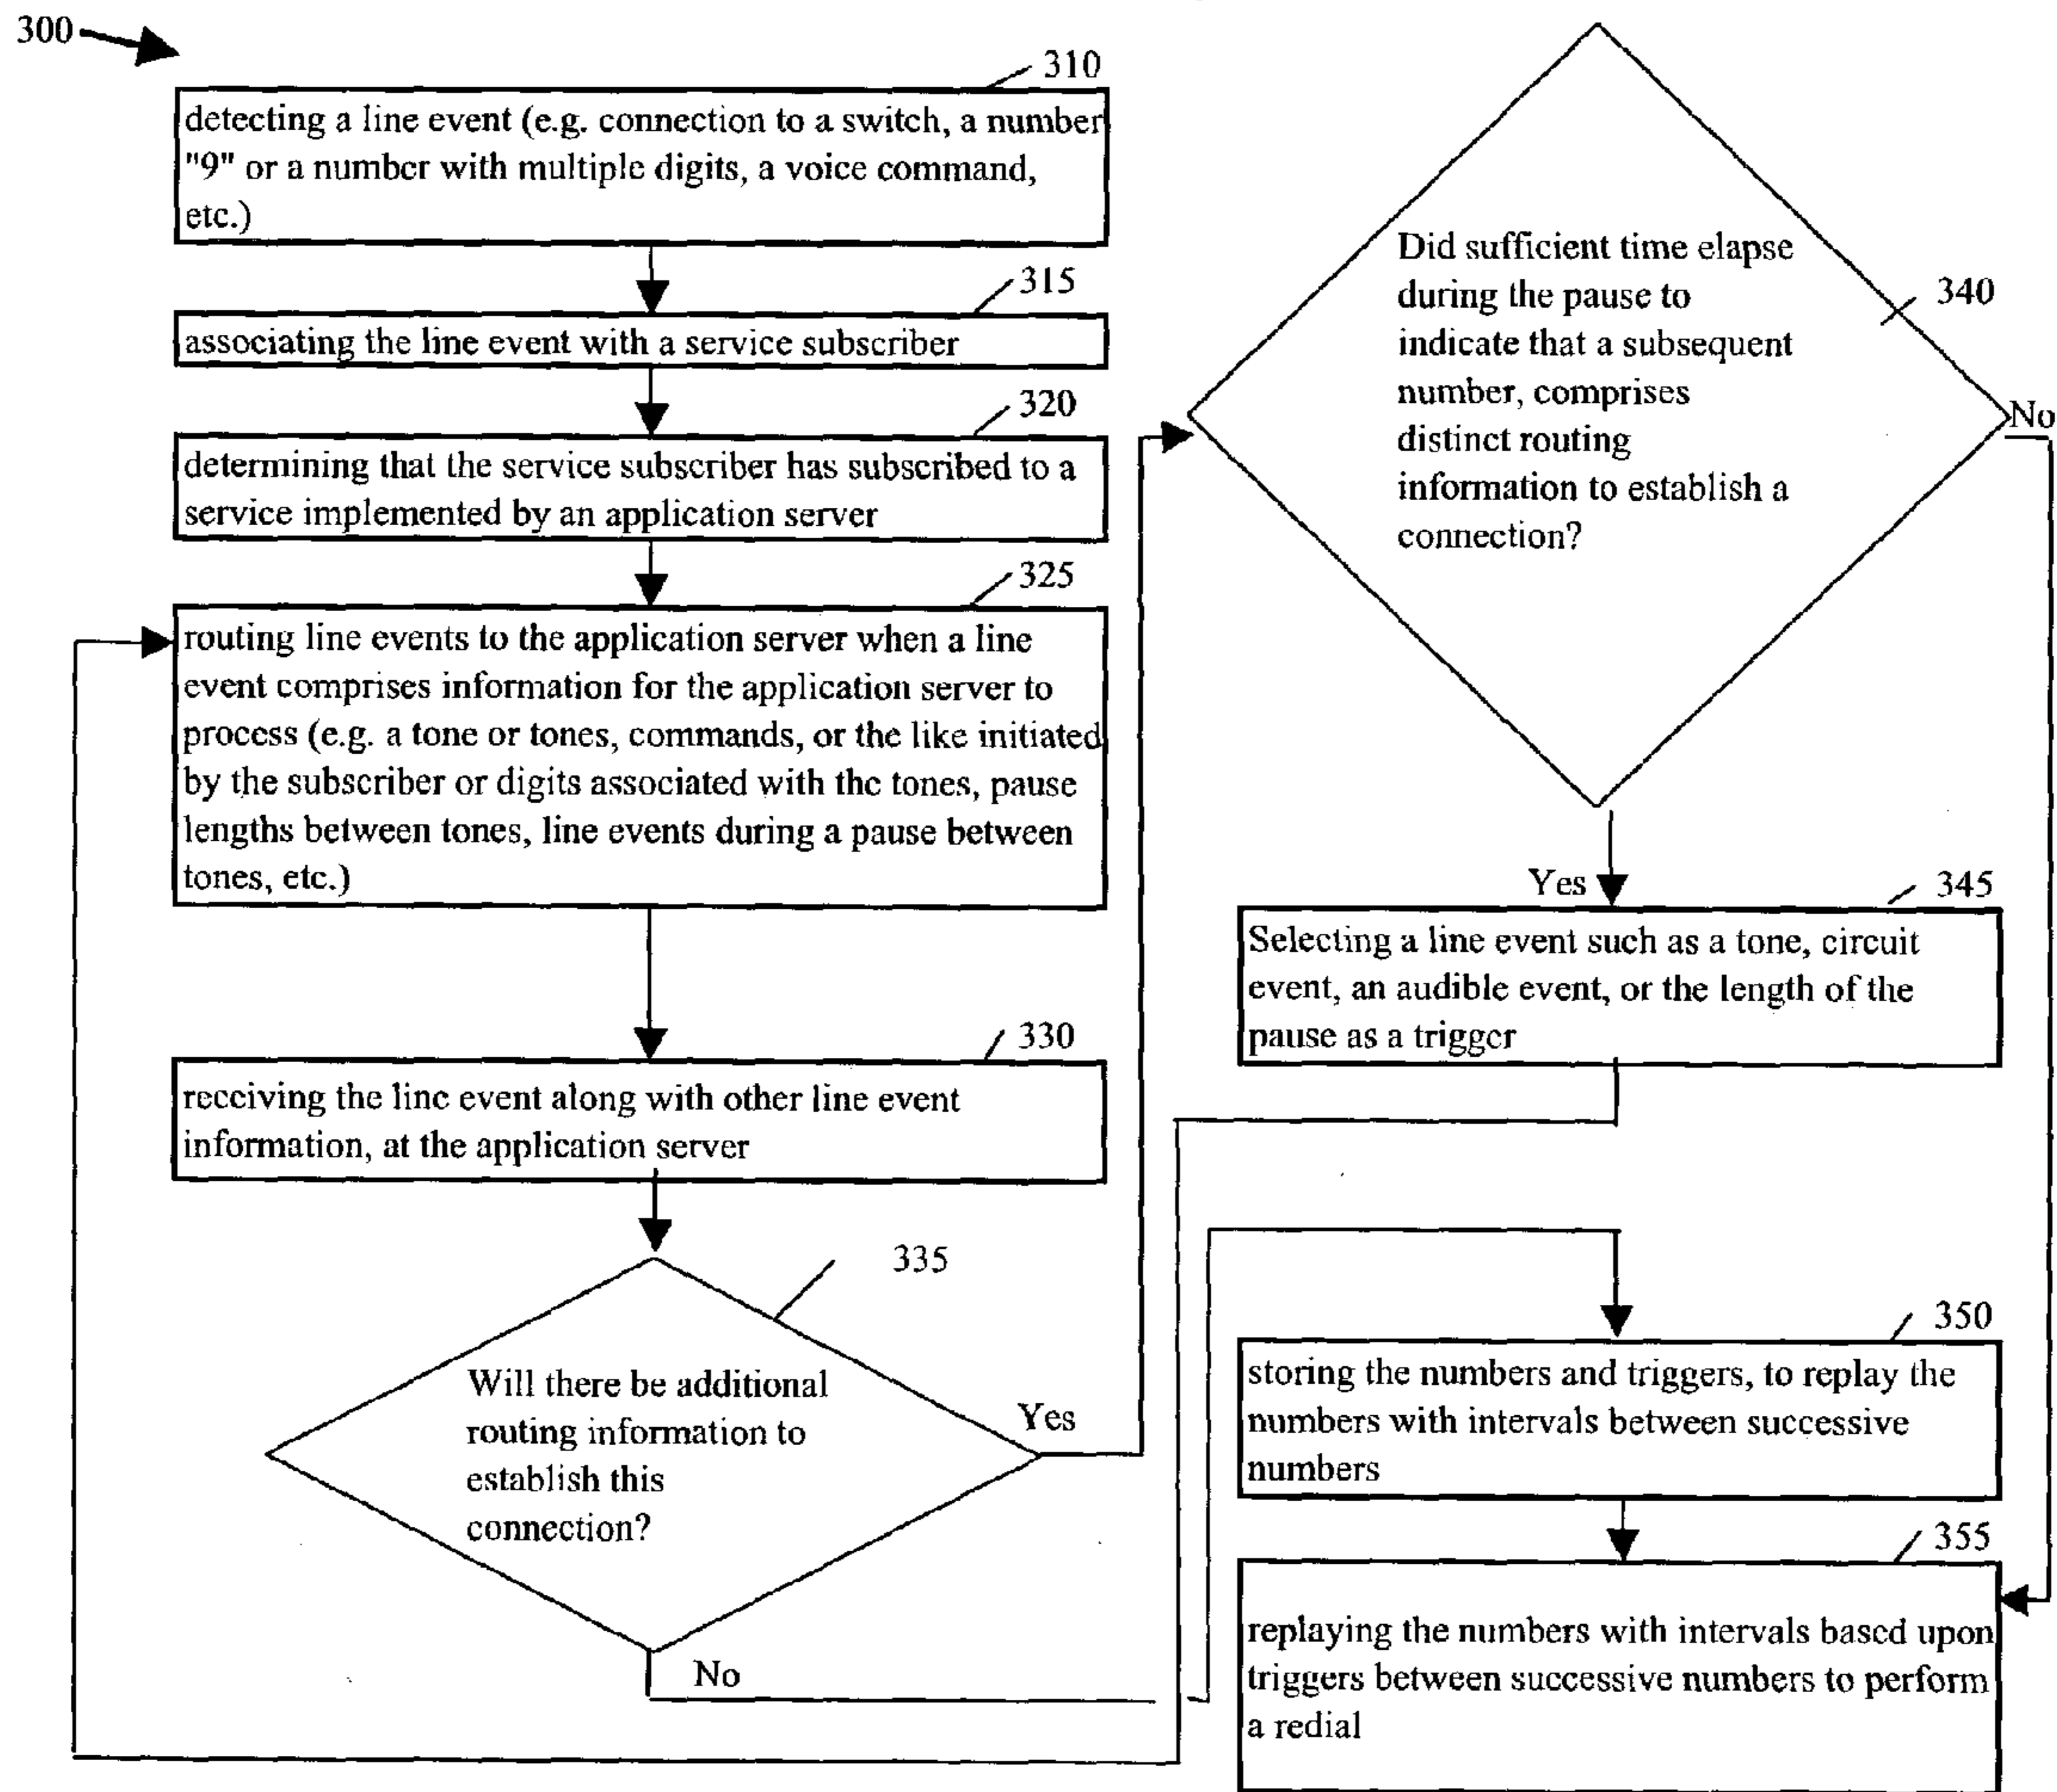 300
310
detecting a line event (e.g. connection to a switch, a number
"9" or a number with multiple digits, a voice command,
etc.)
315
associating the line event with a service subscriber
320
determining that the service subscriber has subscribed to a
service implemented by an application server
325
routing line events to the application server when a line
event comprises information for the application server to
process (e.g. a tone or tones, commands, or the like initiated
by the subscriber or digits associated with the tones, pause
lengths between tones, line events during a pause between
tones, etc.)
330
receiving the line event along with other line event
information, at the application server
335
Will there be additional
routing information to
establish this
connection?
Yes
No
Did sufficient time elapse
during the pause to
indicate that a subsequent
number, comprises
distinct routing
information to establish a
connection?
340
No
Yes
345
Selecting a line event such as a tone, circuit
event, an audible event, or the length of the
pause as a trigger
350
storing the numbers and triggers, to replay the
numbers with intervals between successive
numbers
355
replaying the numbers with intervals based upon
triggers between successive numbers to perform
a redial